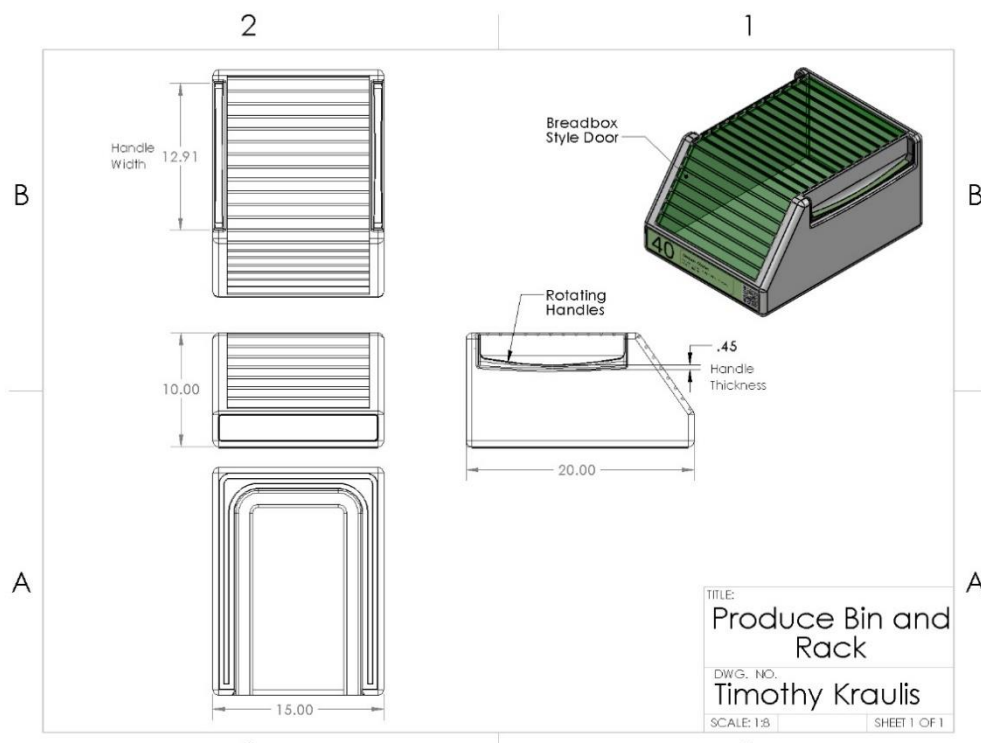 2
1
B
B
Handle
Width
12.91
Breadbox
Style Door
40
10.00
Rotating
Handles
.45
Handle
Thickness
20.00
A
A
15.00
TITLE:
Produce Bin and
Rack
DWG. NO.
Timothy Kraulis
SCALE: 1:8
SHEET 1 OF 1